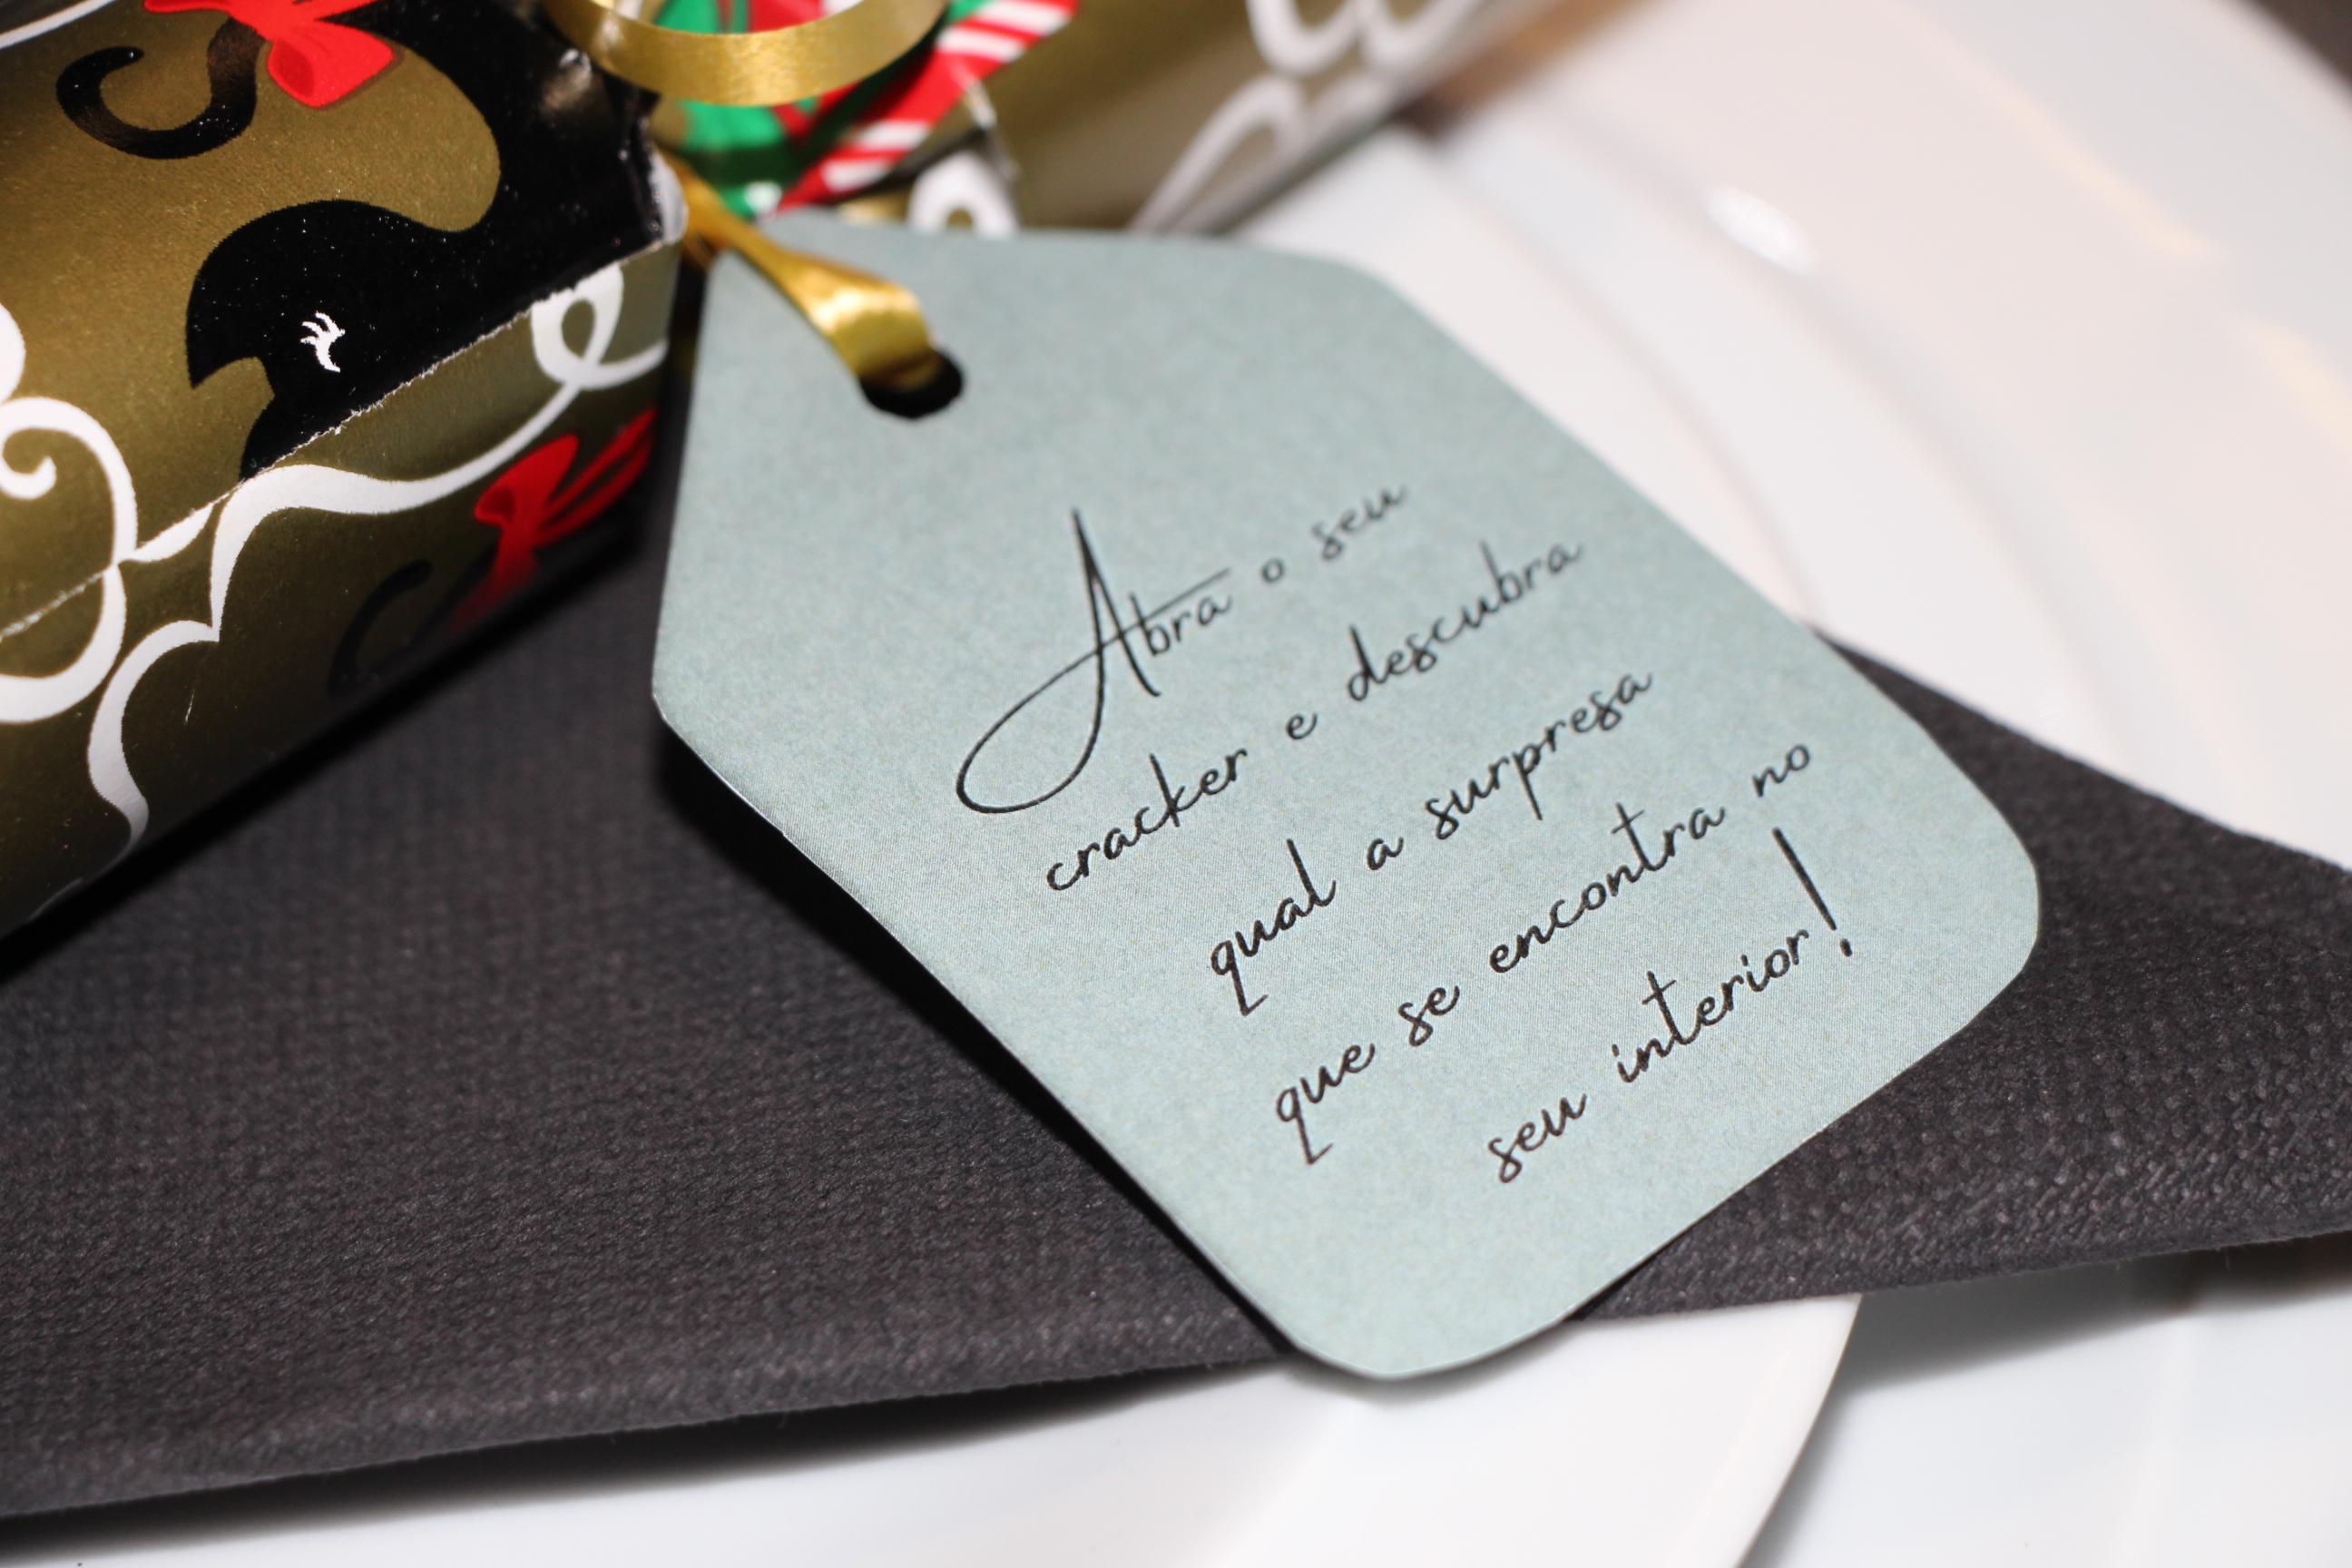 Abra o seu
cracker e descubra
qual a surpresa
que se encontra no
seu interior!